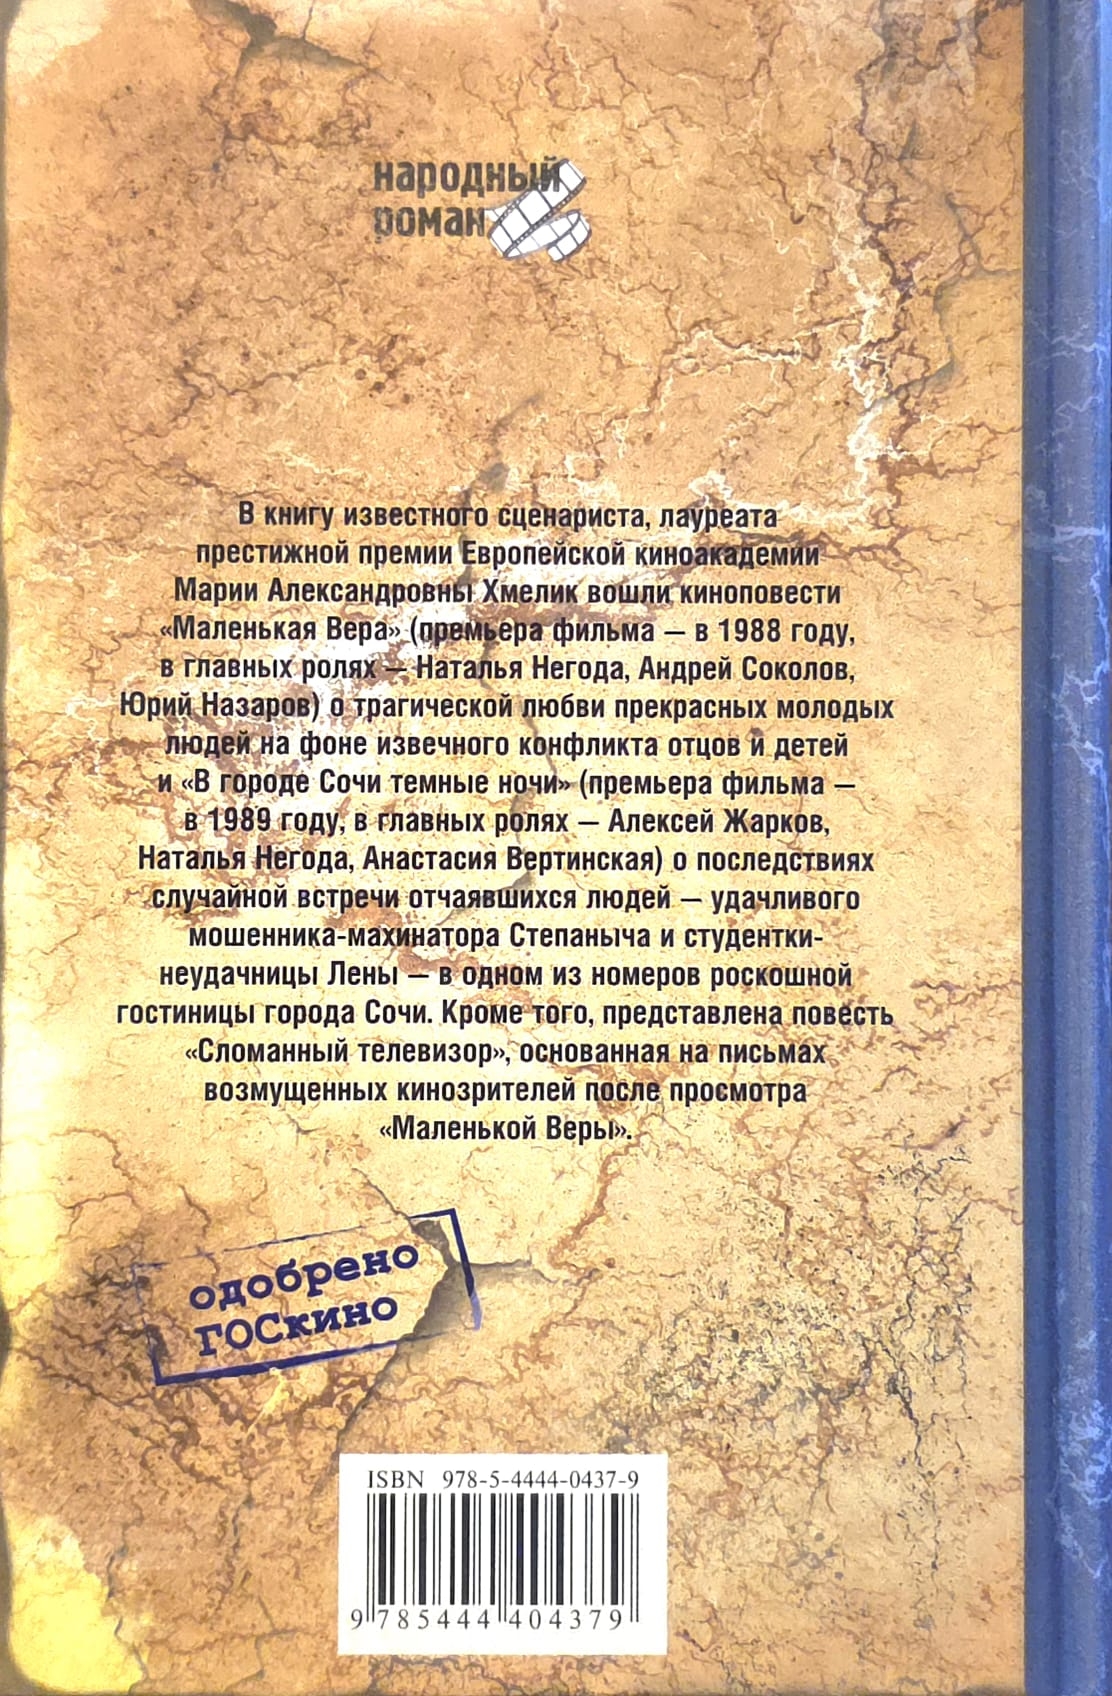 народный
роман
В книгу известного сценариста, лауреата
престижной премии Европейской киноакадемии
Марии Александровны Хмелик вошли киноповести
«Маленькая Вера» (премьера фильма — в 1988 году,
в главных ролях — Наталья Негода, Андрей Соколов,
Юрий Назаров) о трагической любви прекрасных молодых
людей на фоне извечного конфликта отцов и детей
и «В городе Сочи темные ночи» (премьера фильма —
в 1989 году, в главных ролях — Алексей Жарков,
Наталья Негода, Анастасия Вертинская) о последствиях
случайной встречи отчаявшихся людей — удачливого
мошенника-махинатора Степаныча и студентки-
неудачницы Лены — в одном из номеров роскошной
гостиницы города Сочи. Кроме того, представлена повесть
«Сломанный телевизор», основанная на письмах
возмущенных кинозрителей после просмотра
«Маленькой Веры».
одобрено
ГОСкино
ISBN 978-5-4444-0437-9
9 785444 404379